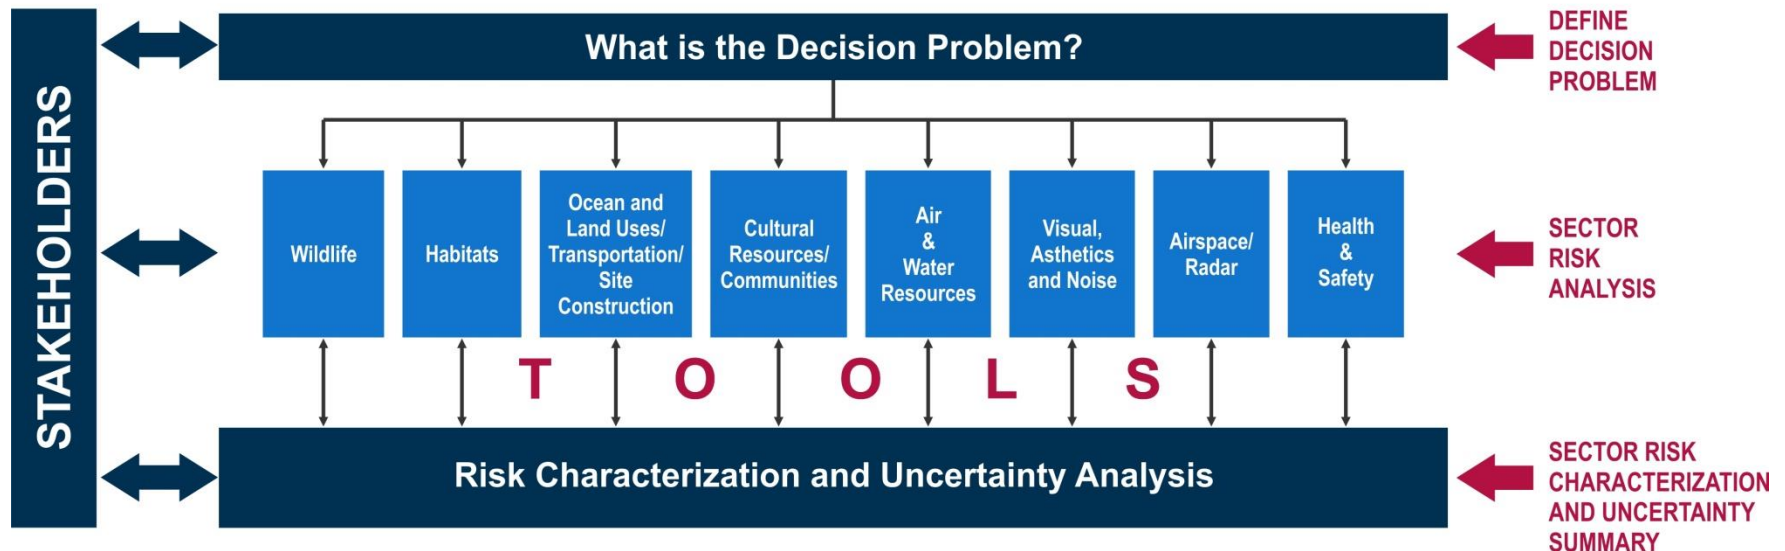 STAKEHOLDERS
What is the Decision Problem?
DEFINE
DECISION
PROBLEM
Wildlife
Habitats
Ocean and
Land Uses/
Transportation/
Site
Construction
Cultural
Resources/
Communities
Air
&
Water
Resources
Visual,
Asthetics
and Noise
Airspace/
Radar
Health
&
Safety
SECTOR
RISK
ANALYSIS
T O O L S
Risk Characterization and Uncertainty Analysis
SECTOR RISK
CHARACTERIZATION
AND UNCERTAINTY
SUMMARY